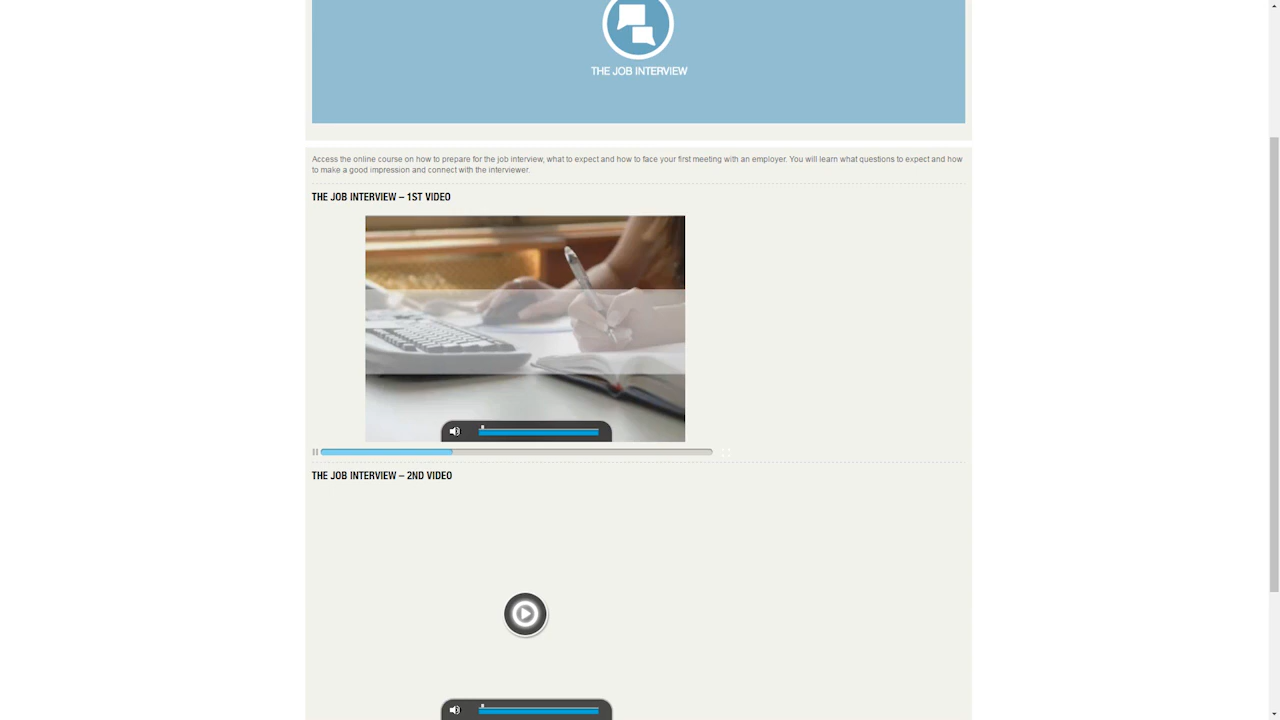 THE JOB INTERVIEW
Access the online course on how to prepare for the job interview, what to expect and how to face your first meeting with an employer. You will learn what questions to expect and how
to make a good impression and connect with the interviewer.
THE JOB INTERVIEW – 1ST VIDEO
THE JOB INTERVIEW – 2ND VIDEO